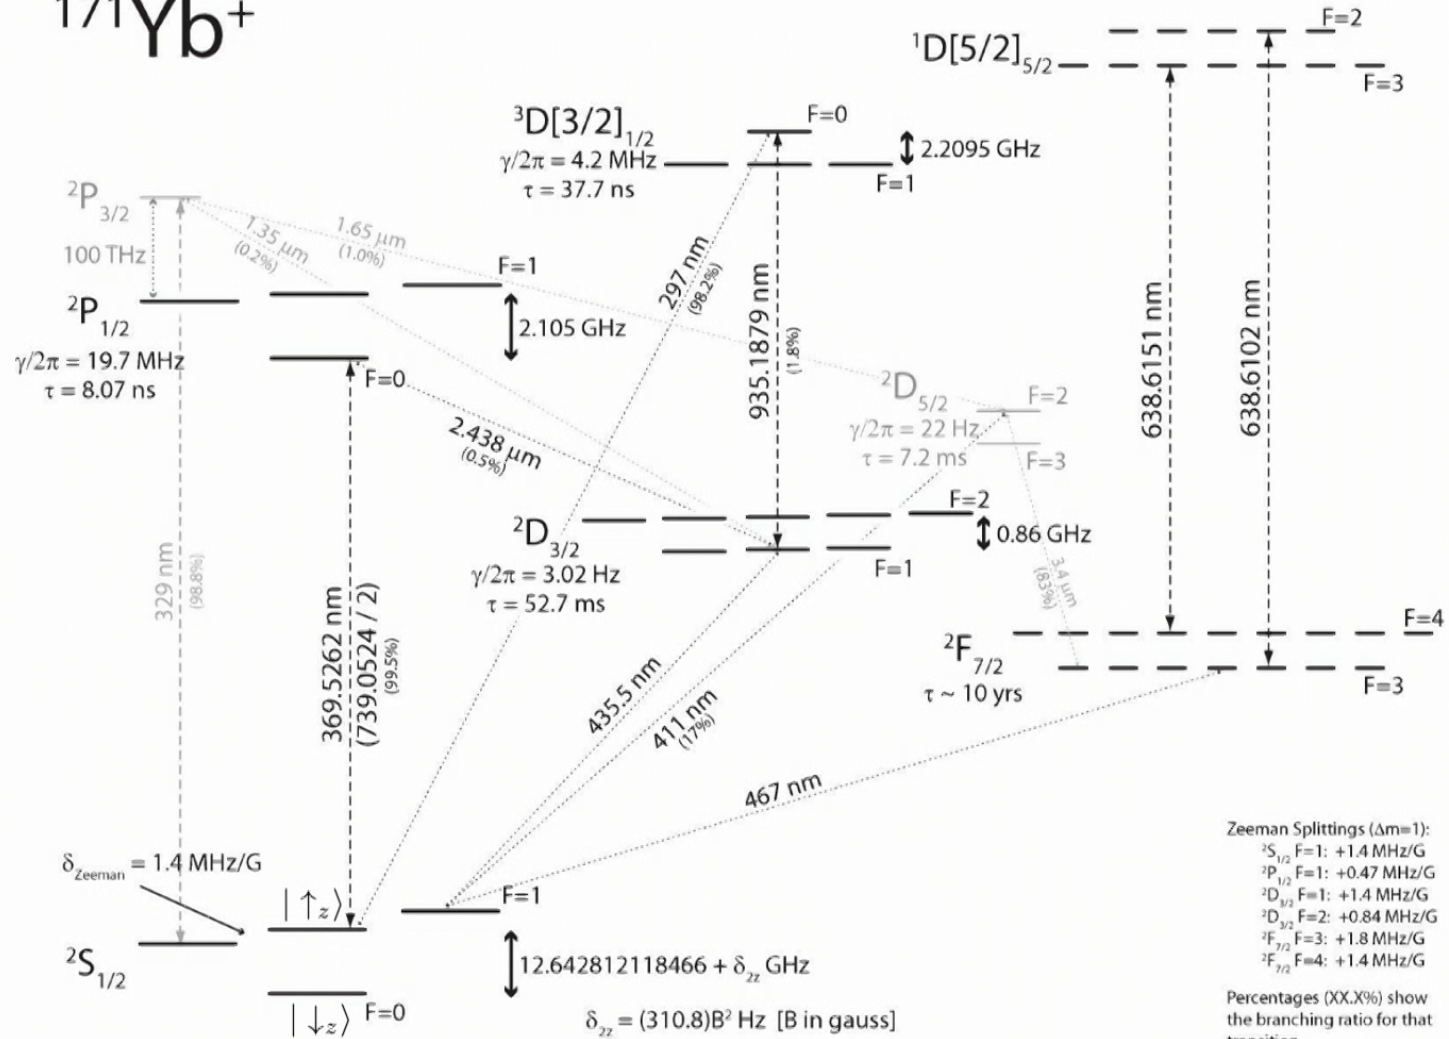 171Yb+
1D[5/2]5/2
F=2
F=3
3D[3/2]1/2
F=0
γ/2π = 4.2 MHz
τ = 37.7 ns
2.2095 GHz
F=1
2P3/2
100 THz
1.35 μm
(0.2%)
1.65 μm
(1.0%)
2P1/2
γ/2π = 19.7 MHz
τ = 8.07 ns
F=1
2.105 GHz
F=0
2.438 μm
(0.5%)
297 nm
(98.2%)
935.1879 nm
(1.8%)
638.6151 nm
638.6102 nm
2D5/2
F=2
γ/2π = 22 Hz
τ = 7.2 ms
F=3
2D3/2
F=2
0.86 GHz
F=1
γ/2π = 3.02 Hz
τ = 52.7 ms
329 nm
(98.8%)
369.5262 nm
(739.0524 / 2)
(99.5%)
435.5 nm
411 nm
(17%)
3.4 μm
(83%)
467 nm
2F7/2
τ ~ 10 yrs
F=4
F=3
δZeeman = 1.4 MHz/G
|↑z⟩
F=1
2S1/2
12.642812118466 + δ2z GHz
|↓z⟩
F=0
δ2z = (310.8)B2 Hz [B in gauss]
Zeeman Splittings (Δm=1):
2S1/2 F=1: +1.4 MHz/G
2P1/2 F=1: +0.47 MHz/G
2D3/2 F=1: +1.4 MHz/G
2D3/2 F=2: +0.84 MHz/G
2F7/2 F=3: +1.8 MHz/G
2F7/2 F=4: +1.4 MHz/G
Percentages (XX.X%) show
the branching ratio for that